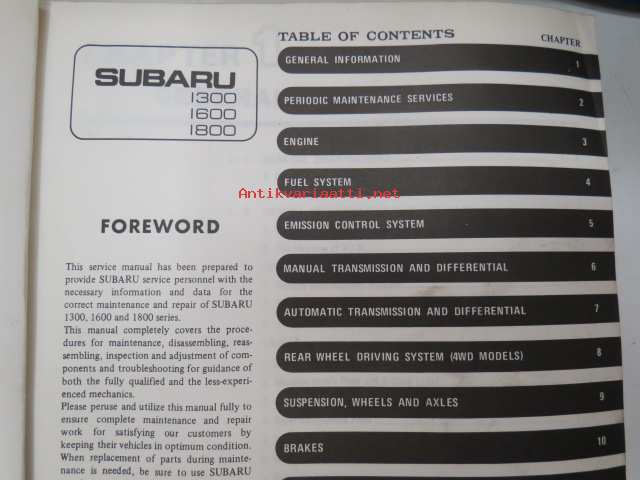 SUBARU
1300
1600
1800
FOREWORD
This service manual has been prepared to
provide SUBARU service personnel with the
necessary information and data for the
correct maintenance and repair of SUBARU
1300, 1600 and 1800 series.
This manual completely covers the proce-
dures for maintenance, disassembling, reas-
sembling, inspection and adjustment of com-
ponents and troubleshooting for guidance of
both the fully qualified and the less-experi-
enced mechanics.
Please peruse and utilize this manual fully to
ensure complete maintenance and repair
work for satisfying our customers by
keeping their vehicles in optimum condition.
When replacement of parts during mainte-
nance is needed, be sure to use SUBARU
TABLE OF CONTENTS CHAPTER
GENERAL INFORMATION 1
PERIODIC MAINTENANCE SERVICES 2
ENGINE 3
FUEL SYSTEM 4
Antikvariaatti.net
EMISSION CONTROL SYSTEM 5
MANUAL TRANSMISSION AND DIFFERENTIAL 6
AUTOMATIC TRANSMISSION AND DIFFERENTIAL 7
REAR WHEEL DRIVING SYSTEM (4WD MODELS) 8
SUSPENSION, WHEELS AND AXLES 9
BRAKES 10